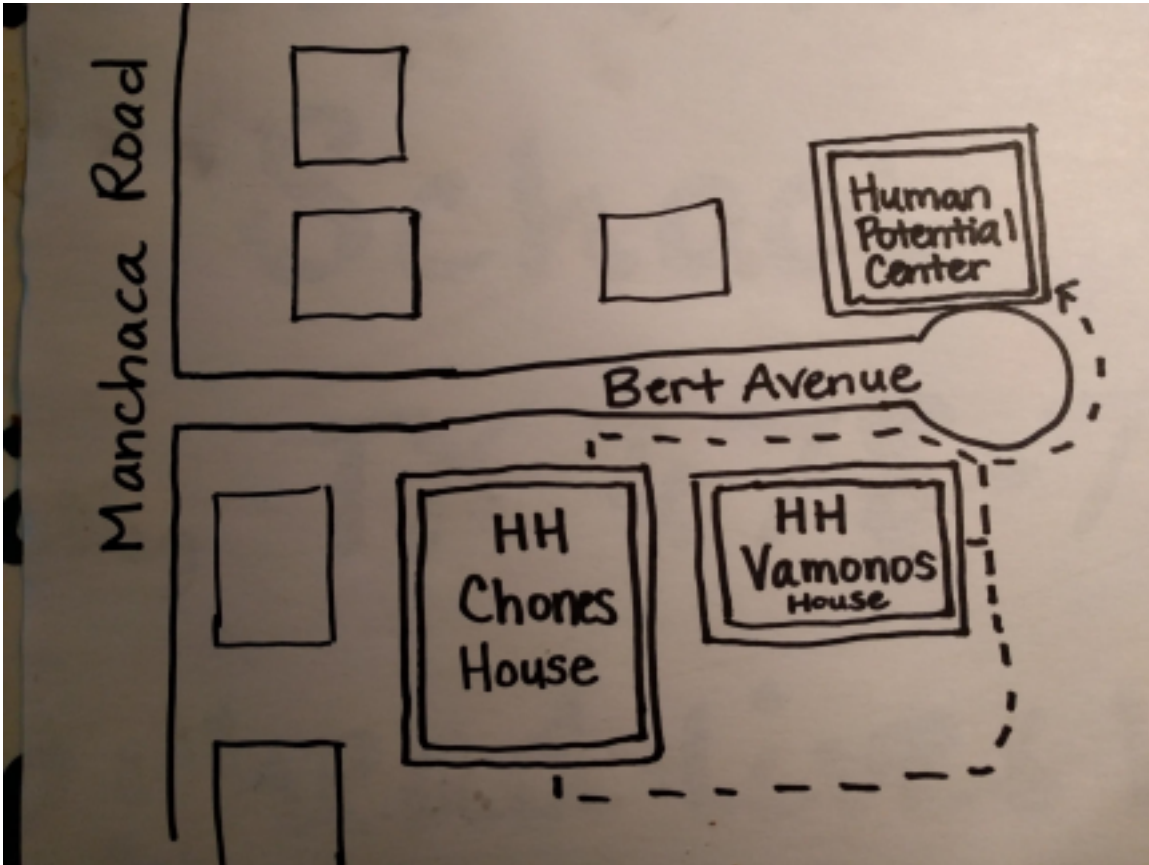 Manchaca Road
Human
Potential
Center
Bert Avenue
HH
Chones
House
HH
Vamonos
House